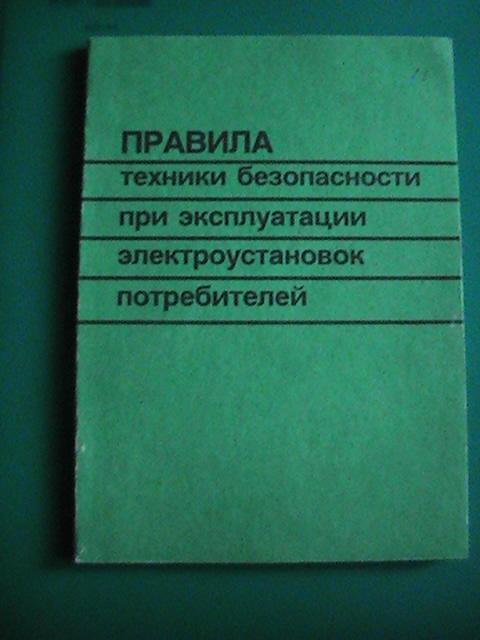 ПРАВИЛА
техники безопасности
при эксплуатации
электроустановок
потребителей